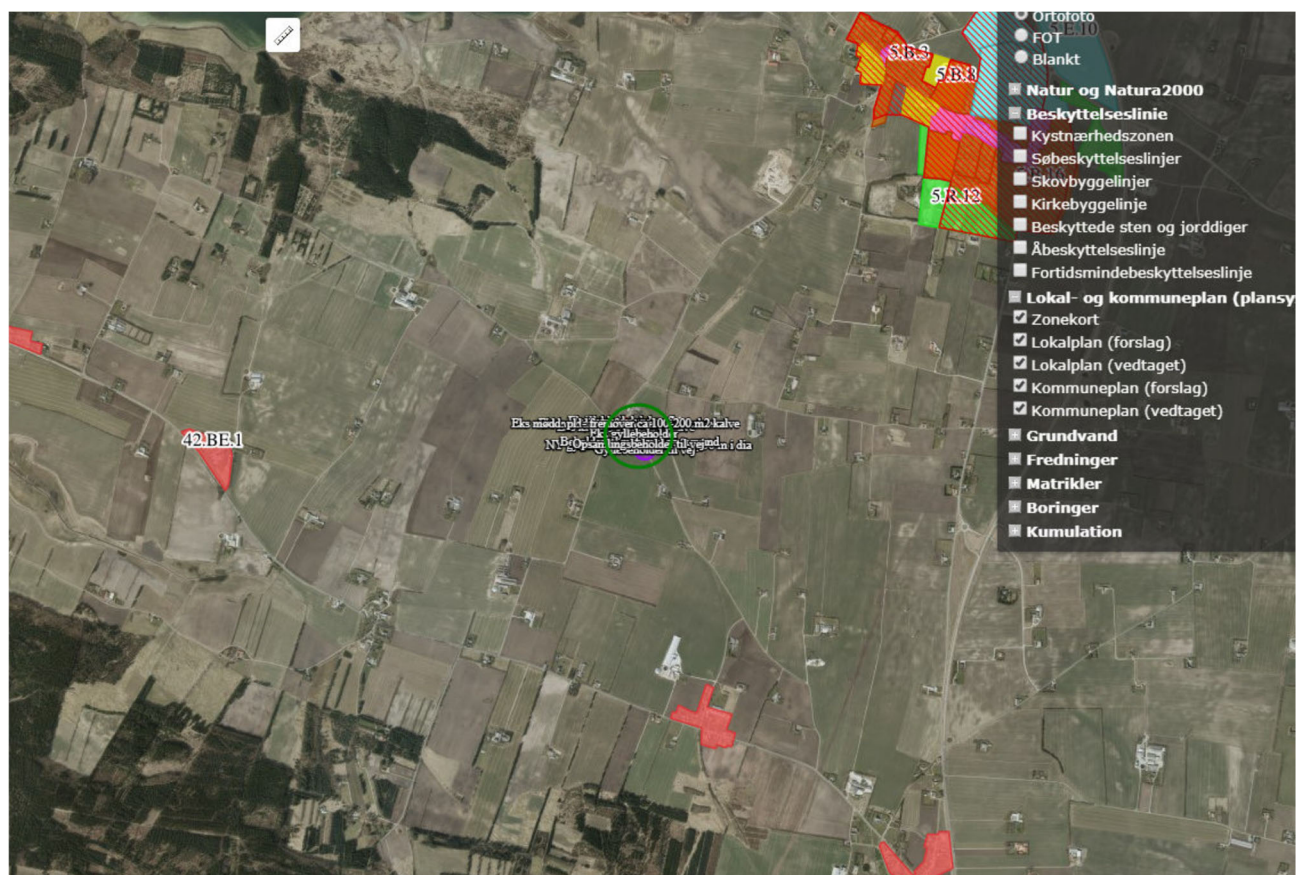 Ortofoto
5.E.10
FOT
5.B.8
Blankt
Natur og Natura2000
Beskyttelseslinie
Kystnærhedszonen
Søbeskyttelseslinjer
Skovbyggelinjer
5.R.12
Kirkebyggelinje
Beskyttede sten og jorddiger
Åbeskyttelseslinje
Fortidsmindebeskyttelseslinje
Lokal- og kommuneplan (plansy
Zonekort
Lokalplan (forslag)
Lokalplan (vedtaget)
Kommuneplan (forslag)
Kommuneplan (vedtaget)
42.BE.1
Grundvand
Fredninger
Matrikler
Boringer
Kumulation